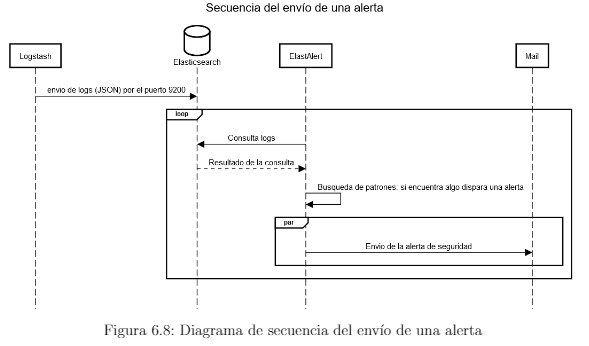 Secuencia del envío de una alerta
Logstash
Elasticsearch
ElastAlert
Mail
envio de logs (JSON) por el puerto 9200
loop
Consulta logs
Resultado de la consulta
Busqueda de patrones: si encuentra algo dispara una alerta
par
Envio de la alerta de seguridad
Figura 6.8: Diagrama de secuencia del envío de una alerta